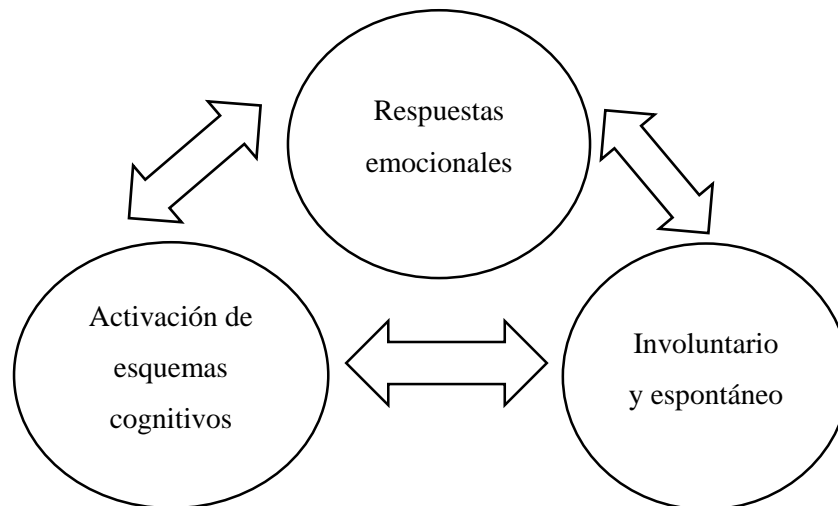 Respuestas
emocionales
Activación de
esquemas
cognitivos
Involuntario
y espontáneo